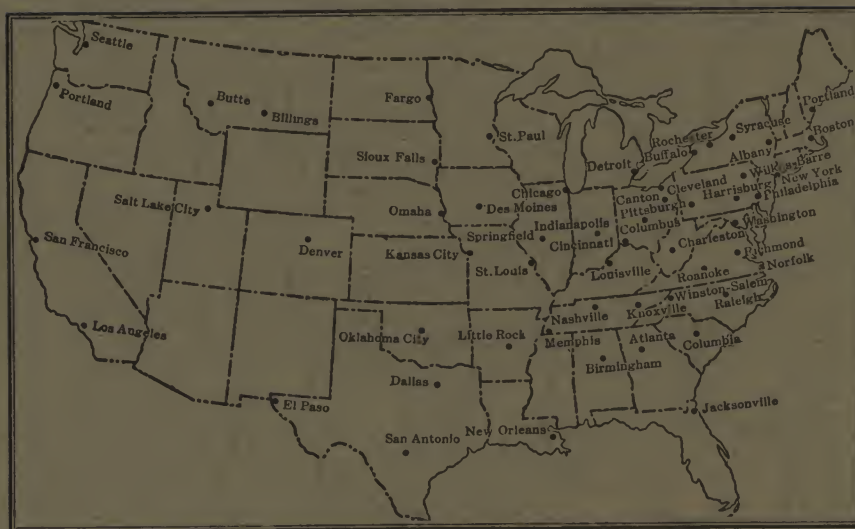 Seattle
Portland
Butte
Billings
Fargo
St. Paul
Sioux Falls
Salt Lake City
Omaha
Des Moines
San Francisco
Denver
Kansas City
Springfield
St. Louis
Los Angeles
Oklahoma City
Little Rock
Dallas
El Paso
San Antonio
New Orleans
Chicago
Detroit
Rochester
Buffalo
Syracuse
Albany
Portland
Boston
Wilkes-Barre
New York
Philadelphia
Canton
Cleveland
Harrisburg
Pittsburgh
Columbus
Indianapolis
Cincinnati
Washington
Charleston
Richmond
Louisville
Roanoke
Norfolk
Winston-Salem
Nashville
Knoxville
Raleigh
Memphis
Atlanta
Columbia
Birmingham
Jacksonville